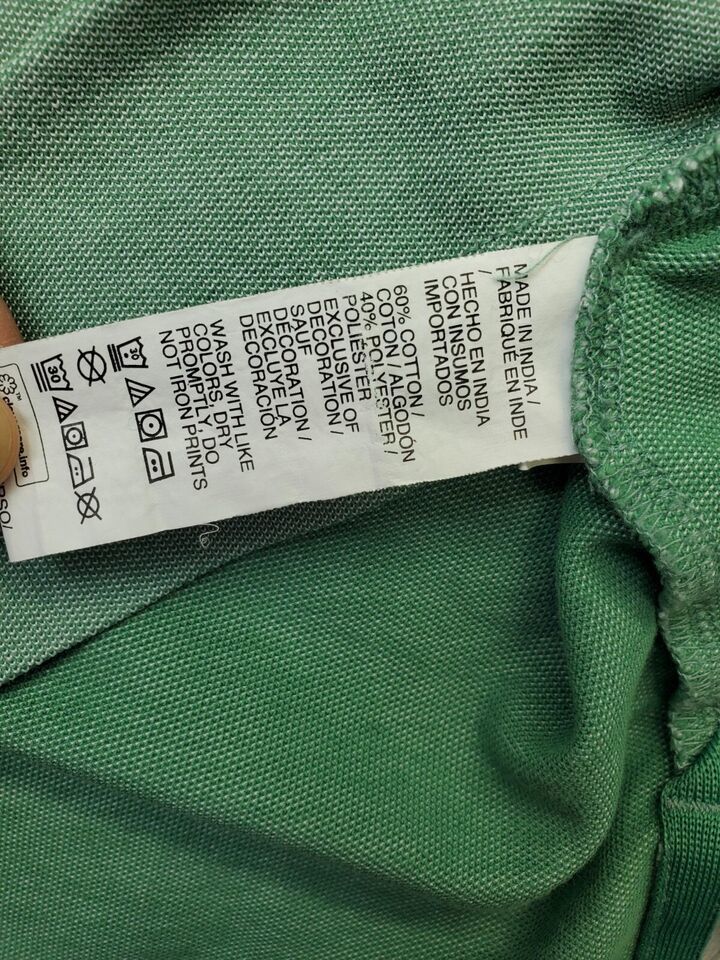 MADE IN INDIA /
FABRIQUÉ EN INDE
/
HECHO EN INDIA
CON INSUMOS
IMPORTADOS
60% COTTON /
COTON / ALGODÓN
40% POLYESTER /
POLIÉSTER
EXCLUSIVE OF
DECORATION /
SAUF
DÉCORATION /
EXCLUYE LA
DECORACIÓN
WASH WITH LIKE
COLORS, DRY
PROMPTLY. DO
NOT IRON PRINTS
30
30
TM